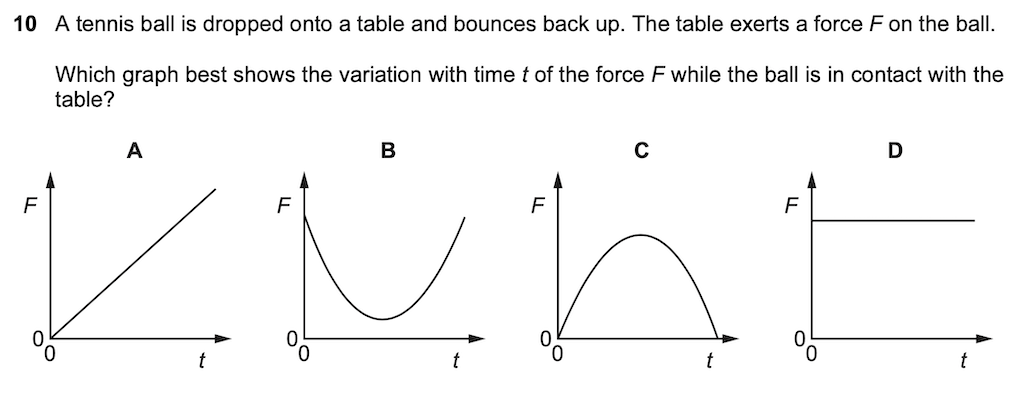 10 A tennis ball is dropped onto a table and bounces back up. The table exerts a force F on the ball.
Which graph best shows the variation with time t of the force F while the ball is in contact with the
table?
A B C D
F F F F
0 0 0 0
0 t 0 t 0 t 0 t